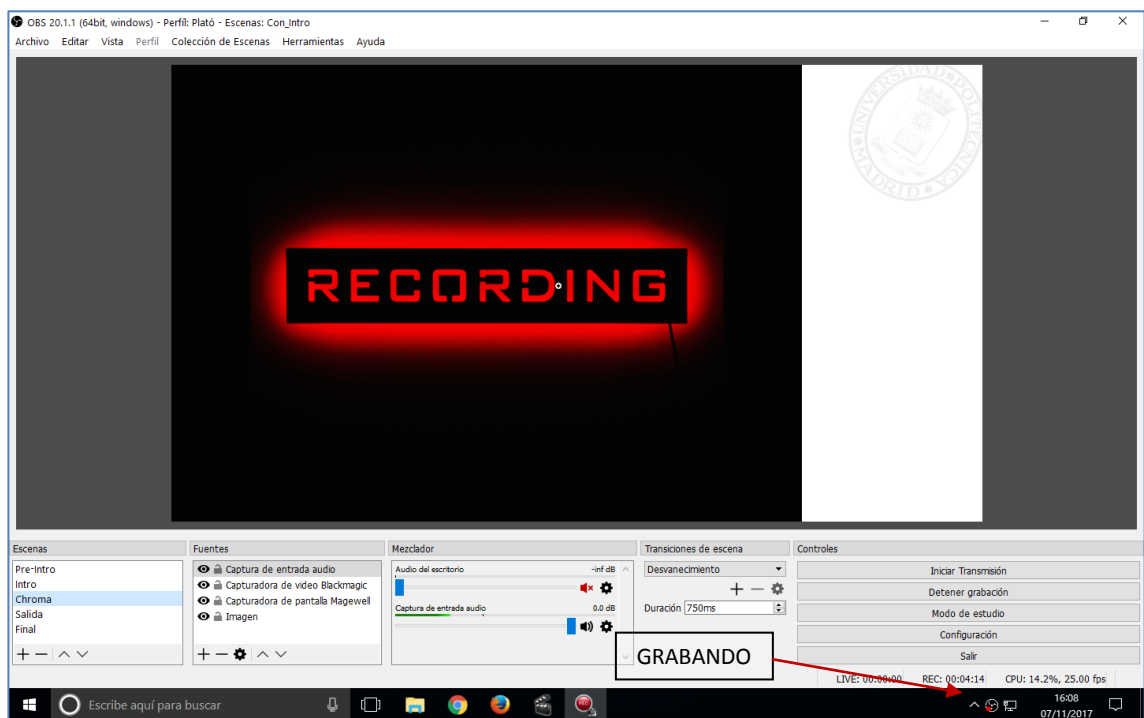 OBS 20.1.1 (64bit, windows) - Perfil: Plató - Escenas: Con_Intro
Archivo Editar Vista Perfil Colección de Escenas Herramientas Ayuda
UNIVERSIDAD POLITÉCNICA
MADRID
RECORDING
Escenas
Pre-Intro
Intro
Chroma
Salida
Final
Fuentes
Captura de entrada audio
Capturadora de video Blackmagic
Capturadora de pantalla Magewell
Imagen
Mezclador
Audio del escritorio -inf dB
Captura de entrada audio 0.0 dB
Transiciones de escena
Desvanecimiento
Duración 750ms
Controles
Iniciar Transmisión
Detener grabación
Modo de estudio
Configuración
Salir
GRABANDO
LIVE: 00:00:00 REC: 00:04:14 CPU: 14.2%, 25.00 fps
Escribe aquí para buscar
16:08
07/11/2017